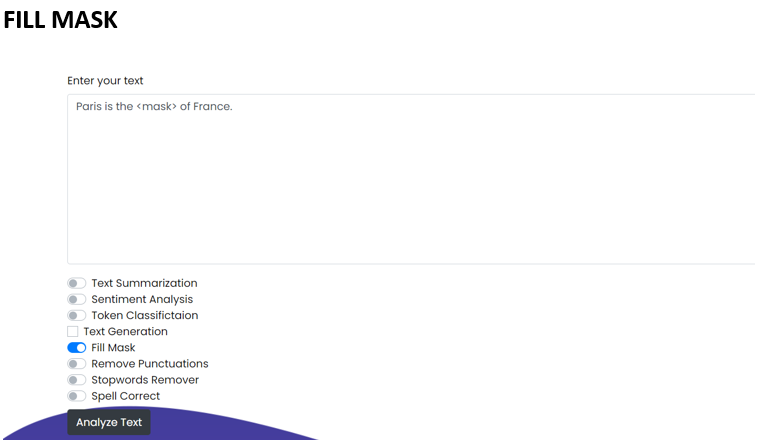 FILL MASK
Enter your text
Paris is the <mask> of France.
Text Summarization
Sentiment Analysis
Token Classifictaion
Text Generation
Fill Mask
Remove Punctuations
Stopwords Remover
Spell Correct
Analyze Text